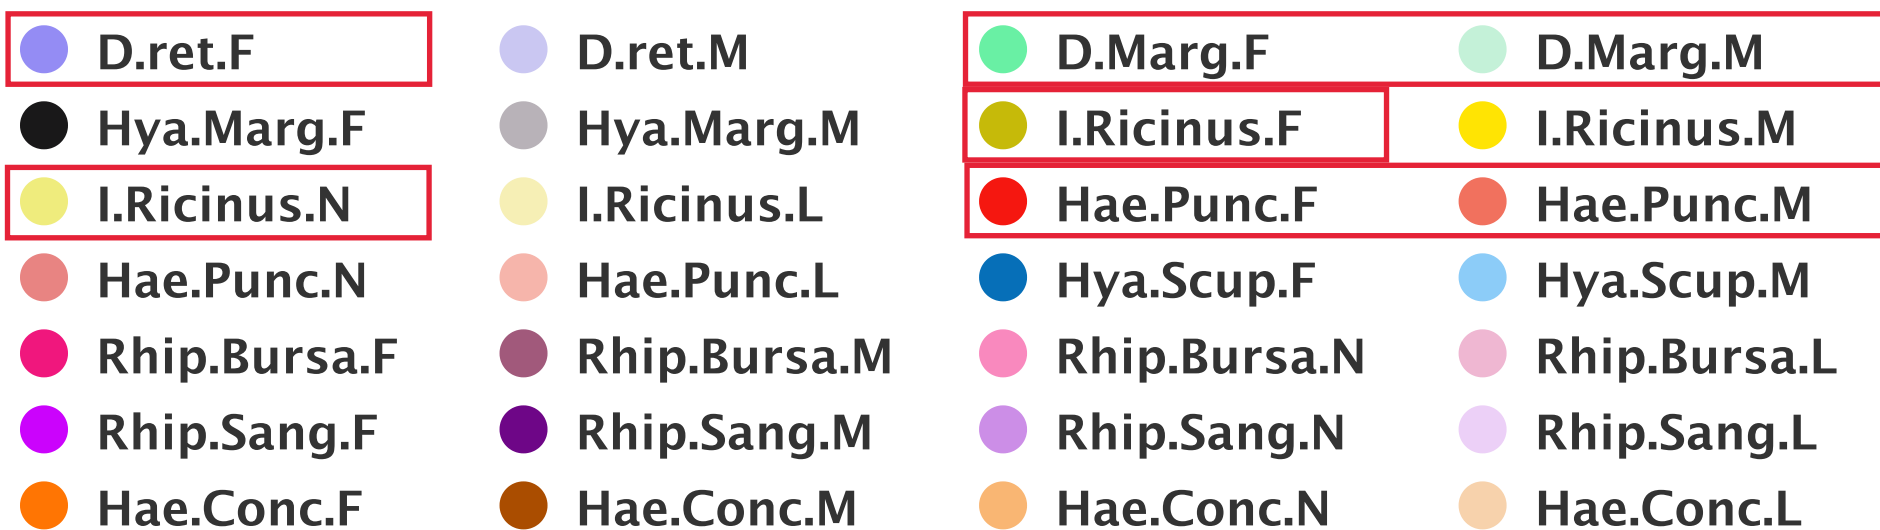 D.ret.F D.ret.M D.Marg.F D.Marg.M
Hya.Marg.F Hya.Marg.M I.Ricinus.F I.Ricinus.M
I.Ricinus.N I.Ricinus.L Hae.Punc.F Hae.Punc.M
Hae.Punc.N Hae.Punc.L Hya.Scup.F Hya.Scup.M
Rhip.Bursa.F Rhip.Bursa.M Rhip.Bursa.N Rhip.Bursa.L
Rhip.Sang.F Rhip.Sang.M Rhip.Sang.N Rhip.Sang.L
Hae.Conc.F Hae.Conc.M Hae.Conc.N Hae.Conc.L